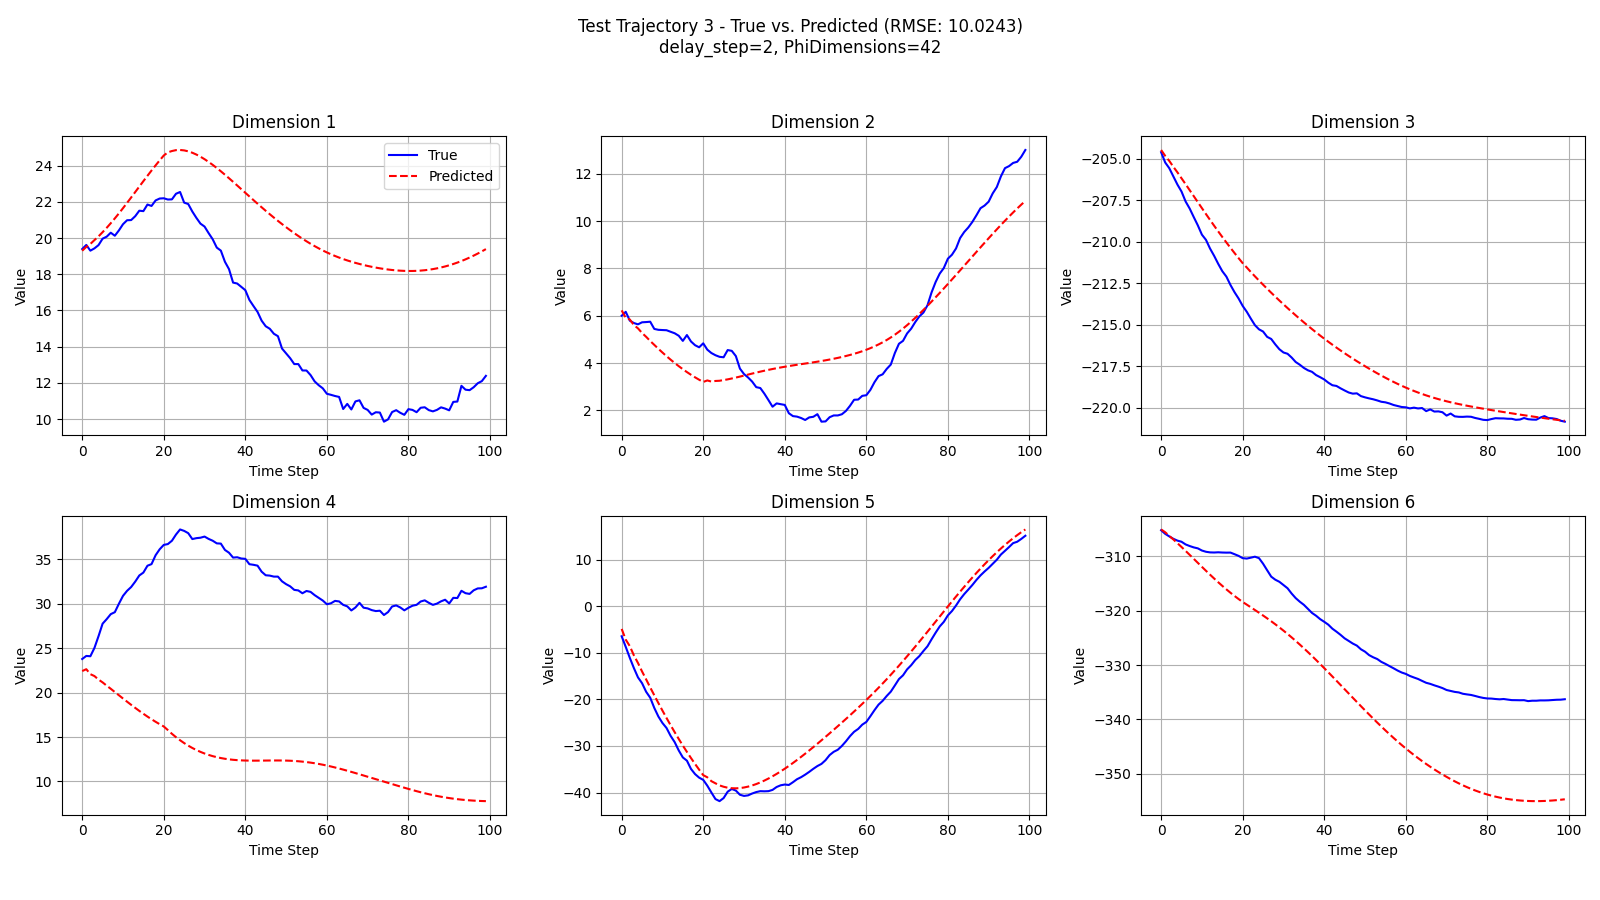 Test Trajectory 3 - True vs. Predicted (RMSE: 10.0243)
delay_step=2, PhiDimensions=42
Dimension 1
24
22
20
18
16
14
12
10
Value
0 20 40 60 80 100
Time Step
True
Predicted
Dimension 2
12
10
8
6
4
2
Value
0 20 40 60 80 100
Time Step
Dimension 3
−205.0
−207.5
−210.0
−212.5
−215.0
−217.5
−220.0
Value
0 20 40 60 80 100
Time Step
Dimension 4
35
30
25
20
15
10
Value
0 20 40 60 80 100
Time Step
Dimension 5
10
0
−10
−20
−30
−40
Value
0 20 40 60 80 100
Time Step
Dimension 6
−310
−320
−330
−340
−350
Value
0 20 40 60 80 100
Time Step